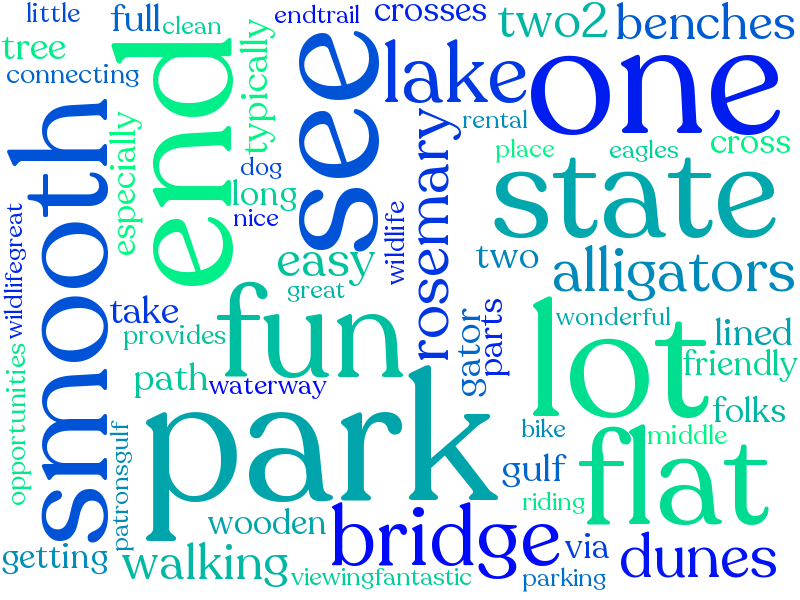 little
full
clean
endtrail
crosses
two2
benches
tree
connecting
end
typically
see
lake
one
rental
especially
smooth
dog
long
nice
rosemary
place
eagles
cross
state
wildlife
easy
great
two
alligators
wildlifegreat
take
provides
fun
gator
parts
wonderful
lot
lined
friendly
path
waterway
opportunities
park
bike
middle
folks
flat
patronsgulf
gulf
riding
wooden
bridge
via
dunes
getting
walking
viewingfantastic
parking